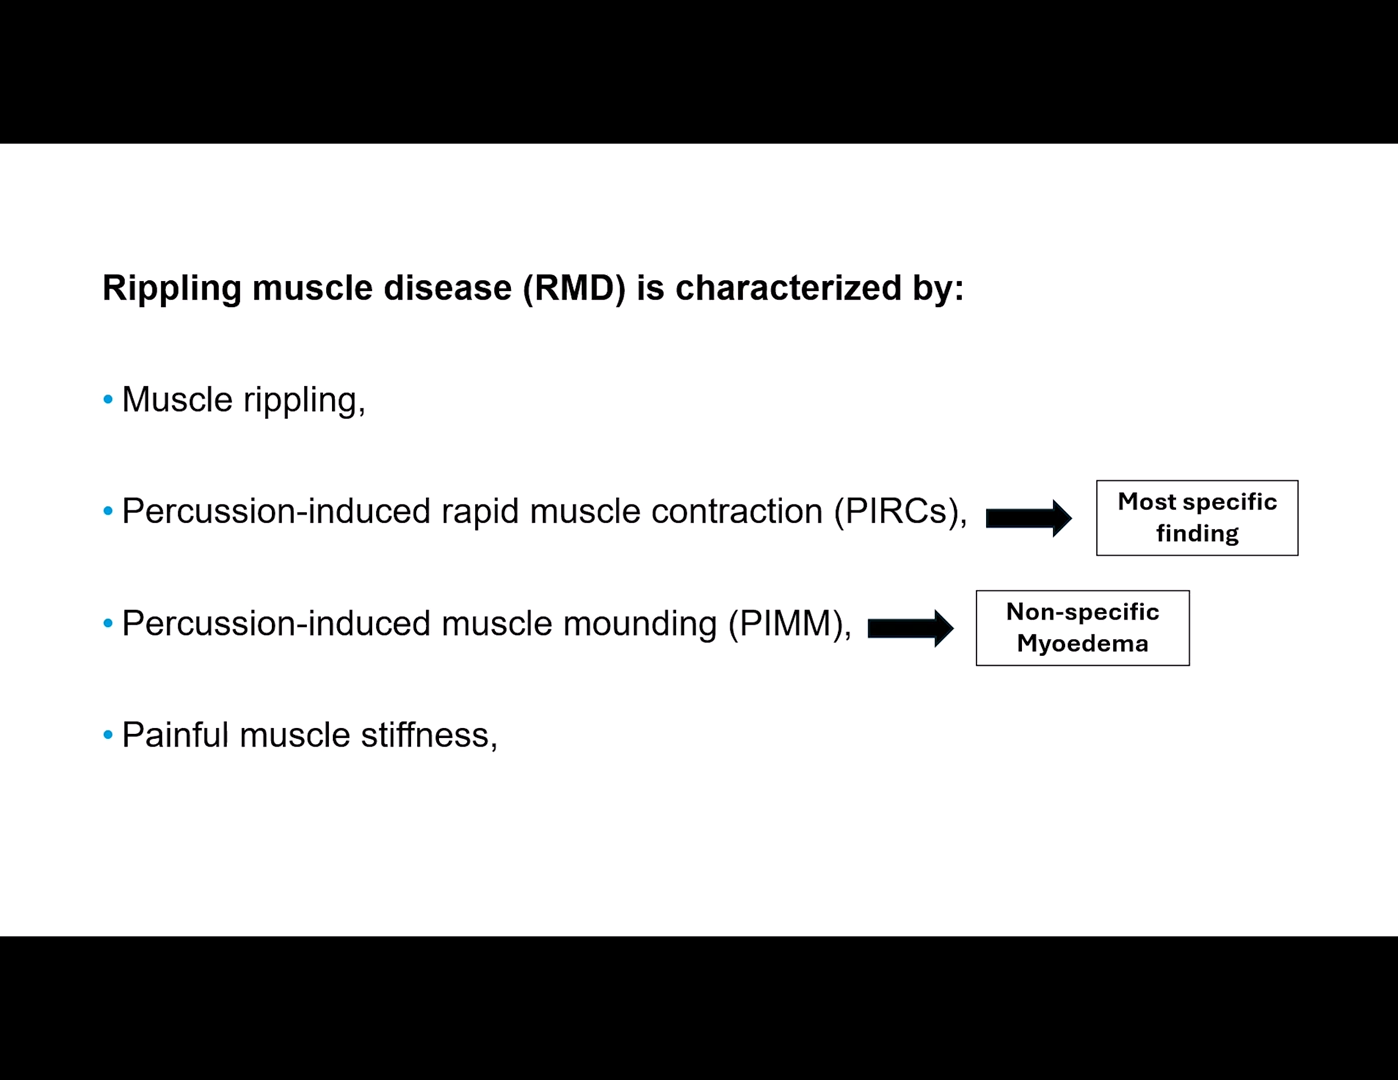 Rippling muscle disease (RMD) is characterized by:
• Muscle rippling,
• Percussion-induced rapid muscle contraction (PIRCs),
Most specific
finding
• Percussion-induced muscle mounding (PIMM),
Non-specific
Myoedema
• Painful muscle stiffness,